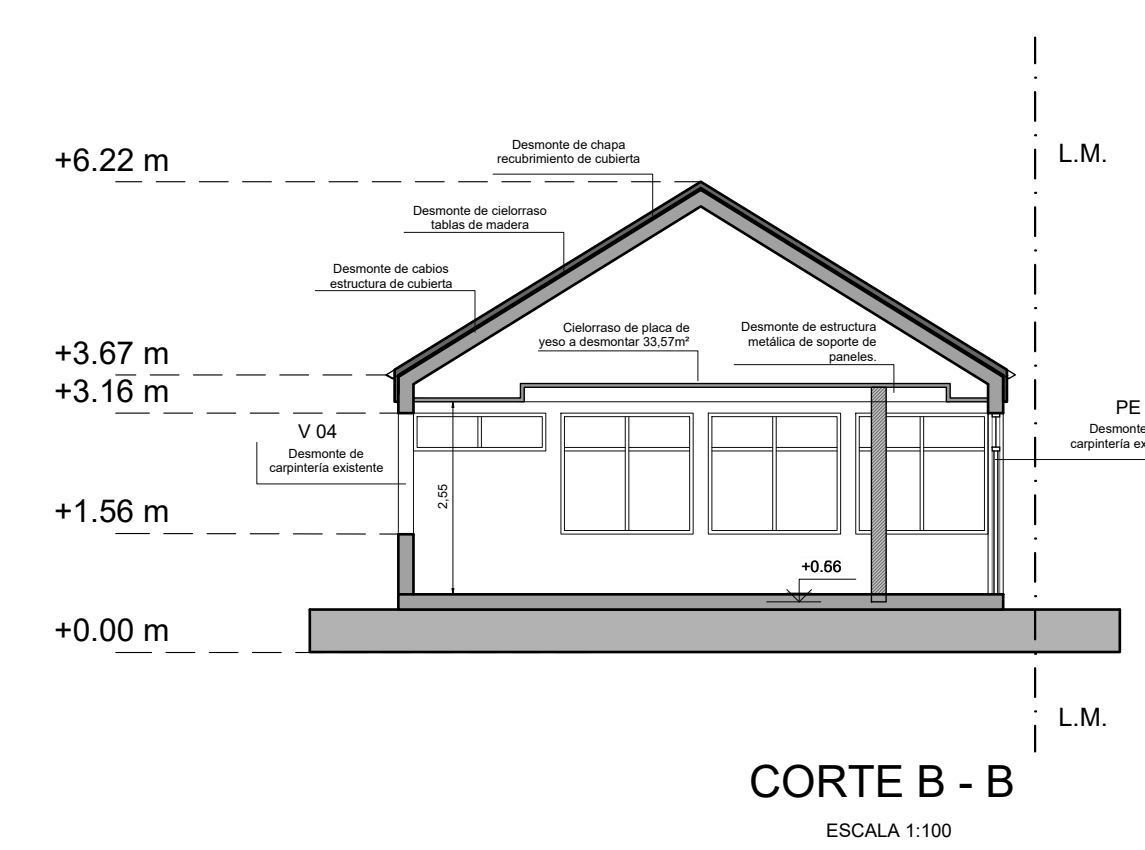 Desmonte de chapa
recubrimiento de cubierta
+6.22 m
L.M.
Desmonte de cielorraso
tablas de madera
Desmonte de cabios
estructura de cubierta
Cielorraso de placa de
yeso a desmontar 33,57m²
Desmonte de estructura
metálica de soporte de
paneles.
+3.67 m
+3.16 m
V 04
Desmonte de
carpintería existente
PE
Desmonte
carpintería ex
2,55
+1.56 m
+0.66
+0.00 m
L.M.
CORTE B - B
ESCALA 1:100